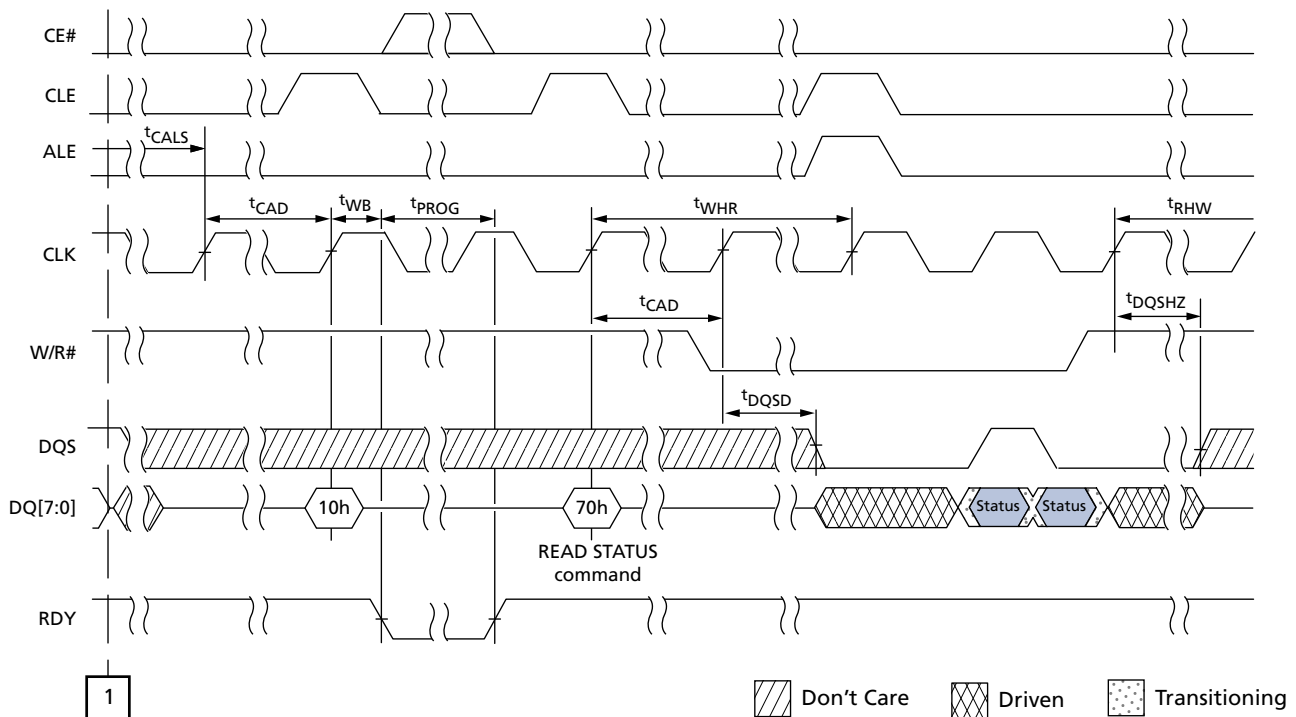 CE#
CLE
tCALS
ALE
tCAD
tWB
tPROG
tWHR
tRHW
CLK
tCAD
tDQSHZ
W/R#
tDQSD
DQS
DQ[7:0]
10h
70h
Status
Status
READ STATUS
command
RDY
1
Don't Care
Driven
Transitioning